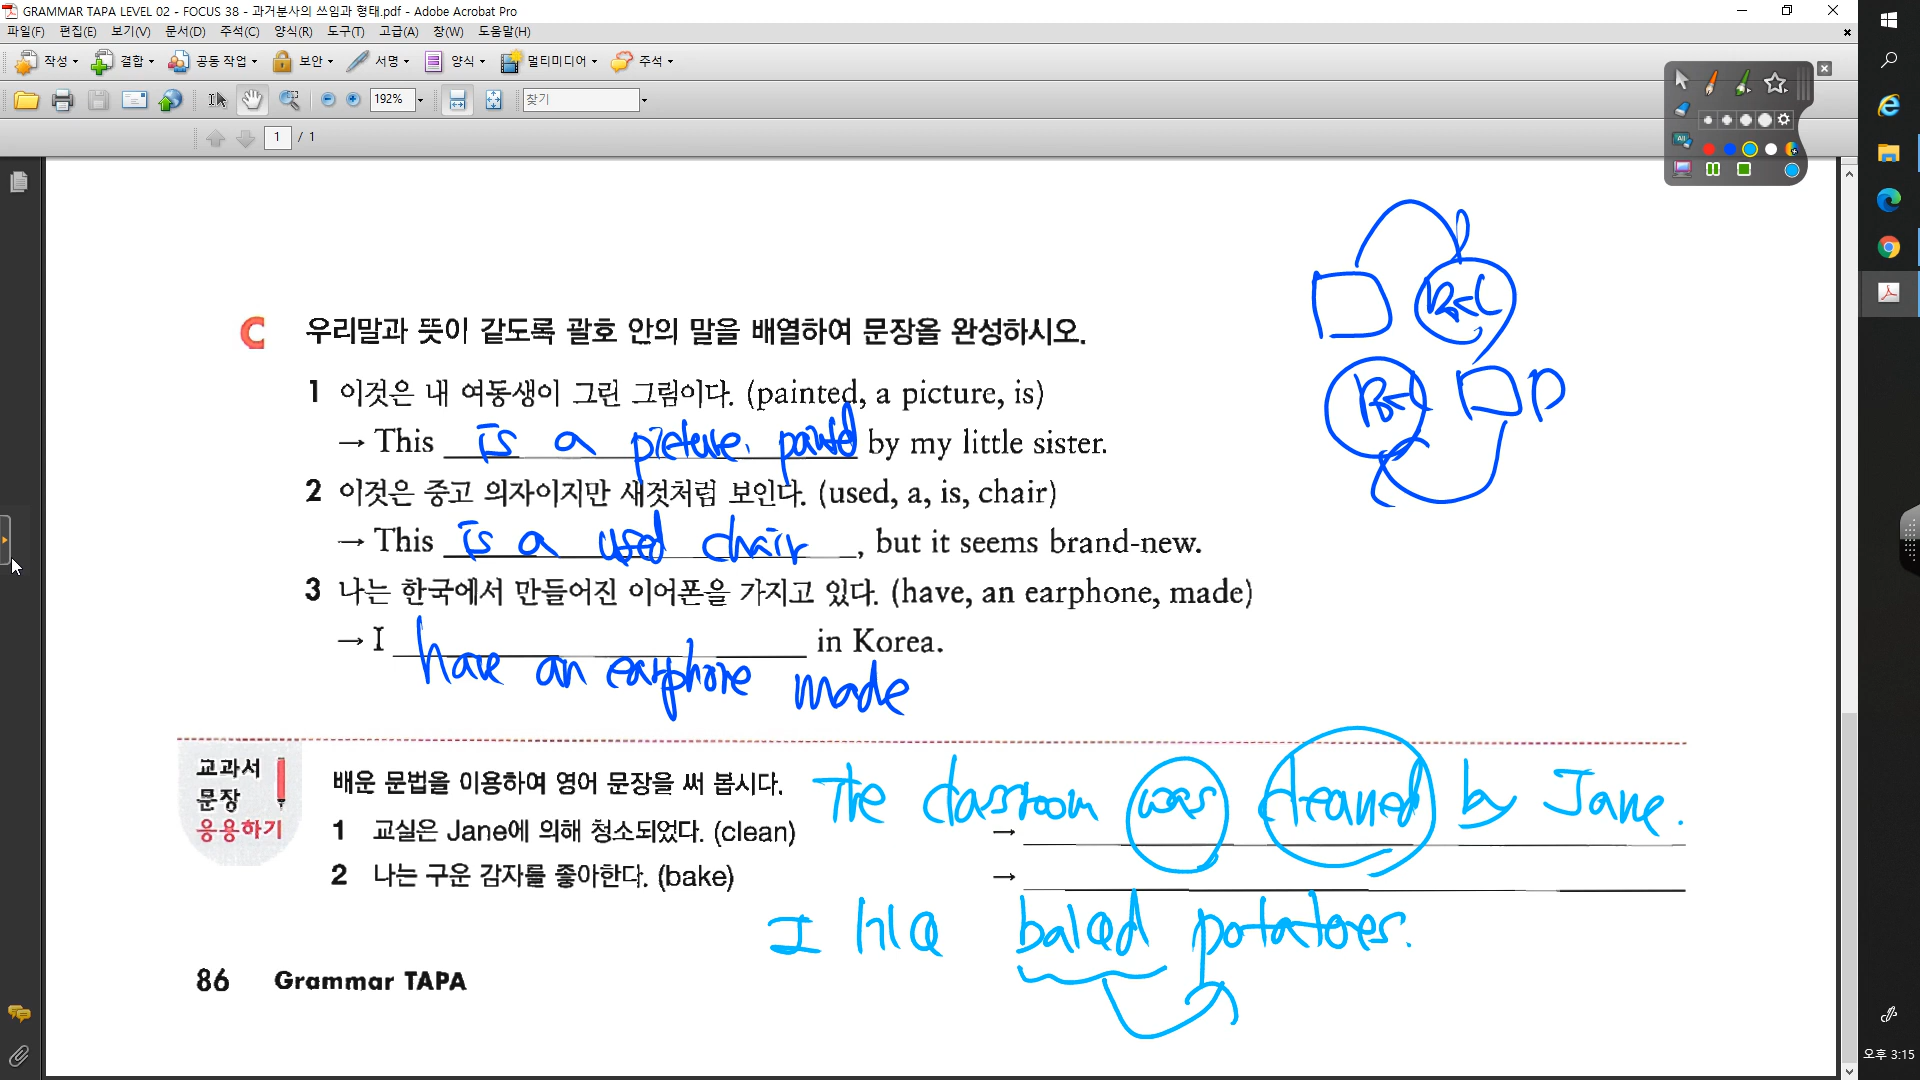 GRAMMAR TAPA LEVEL 02 - FOCUS 38 - 과거분사의 쓰임과 형태.pdf - Adobe Acrobat Pro
파일(F) 편집(E) 보기(V) 문서(D) 주석(C) 양식(R) 도구(T) 고급(A) 창(W) 도움말(H)
작성 결합 공동 작업 보안 서명 양식 멀티미디어 주석
192% 찾기
1 / 1
C 우리말과 뜻이 같도록 괄호 안의 말을 배열하여 문장을 완성하시오.
1 이것은 내 여동생이 그린 그림이다. (painted, a picture, is)
→ This is a picture by my little sister.
2 이것은 중고 의자이지만 새것처럼 보인다. (used, a, is, chair)
→ This is a used chair, but it seems brand-new.
3 나는 한국에서 만들어진 이어폰을 가지고 있다. (have, an earphone, made)
→ I in Korea.
have an earphone made
교과서
문장
응용하기
배운 문법을 이용하여 영어 문장을 써 봅시다.
The classroom was cleaned by Jane.
1 교실은 Jane에 의해 청소되었다. (clean) →
2 나는 구운 감자를 좋아한다. (bake) →
I potatoes.
86 Grammar TAPA
All
오후 3:15